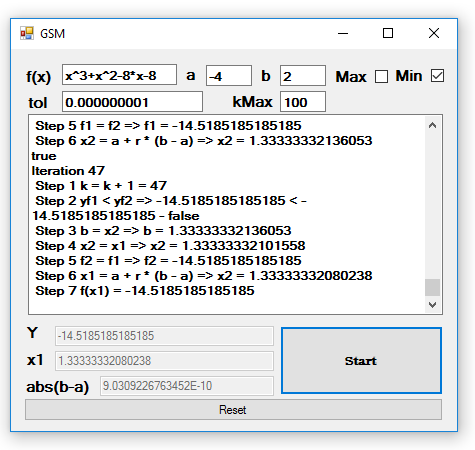 GSM
f(x) x^3+x^2-8*x-8 a -4 b 2 Max Min
tol 0.000000001 kMax 100
Step 5 f1 = f2 => f1 = -14.5185185185185
Step 6 x2 = a + r * (b - a) => x2 = 1.33333332136053
true
Iteration 47
Step 1 k = k + 1 = 47
Step 2 yf1 < yf2 => -14.5185185185185 < -
14.5185185185185 - false
Step 3 b = x2 => b = 1.33333332136053
Step 4 x2 = x1 => x2 = 1.33333332101558
Step 5 f2 = f1 => f2 = -14.5185185185185
Step 6 x1 = a + r * (b - a) => x1 = 1.33333332080238
Step 7 f(x1) = -14.5185185185185
Y -14.5185185185185
x1 1.33333332080238
Start
abs(b-a) 9.0309226763452E-10
Reset